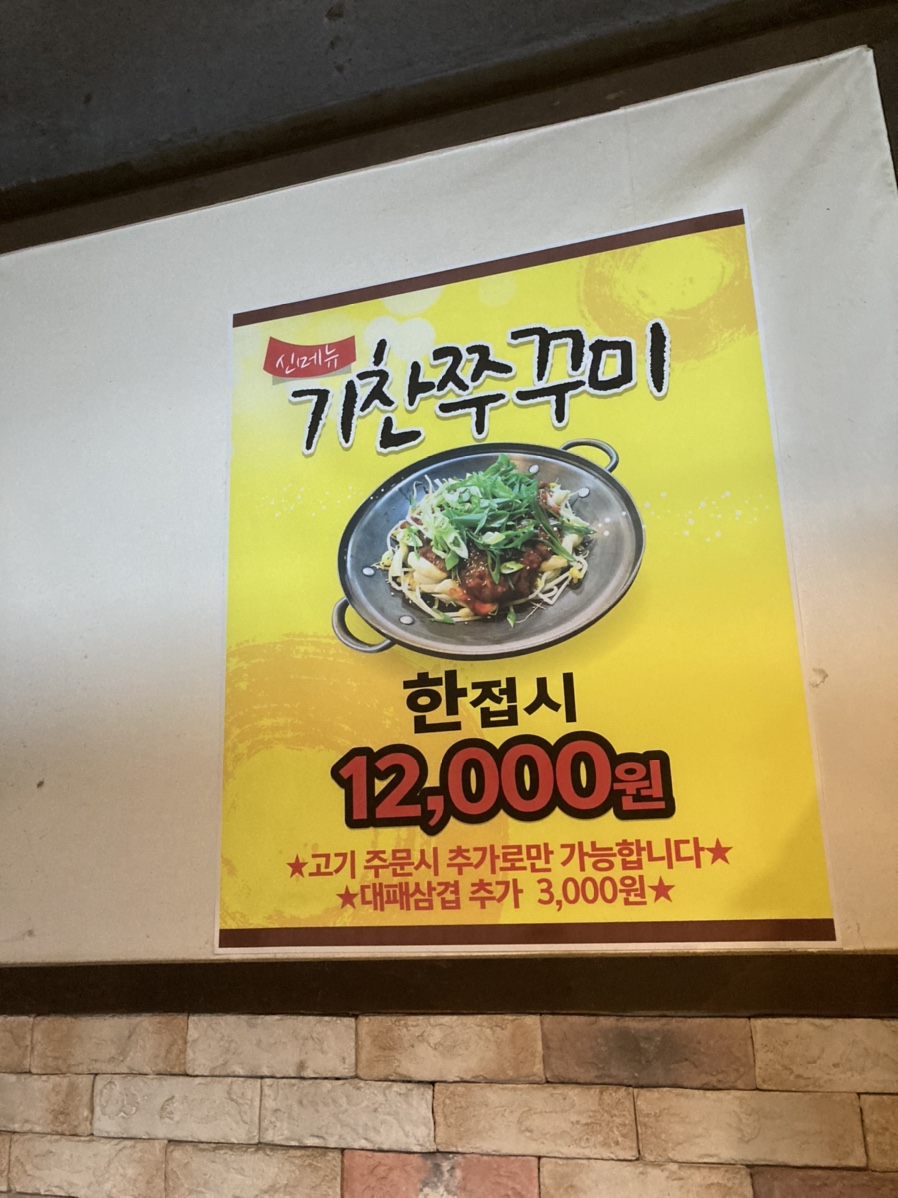 신메뉴
기찬쭈꾸미
한접시
12,000원
★고기 주문시 추가로만 가능합니다★
★대패삼겹 추가 3,000원★